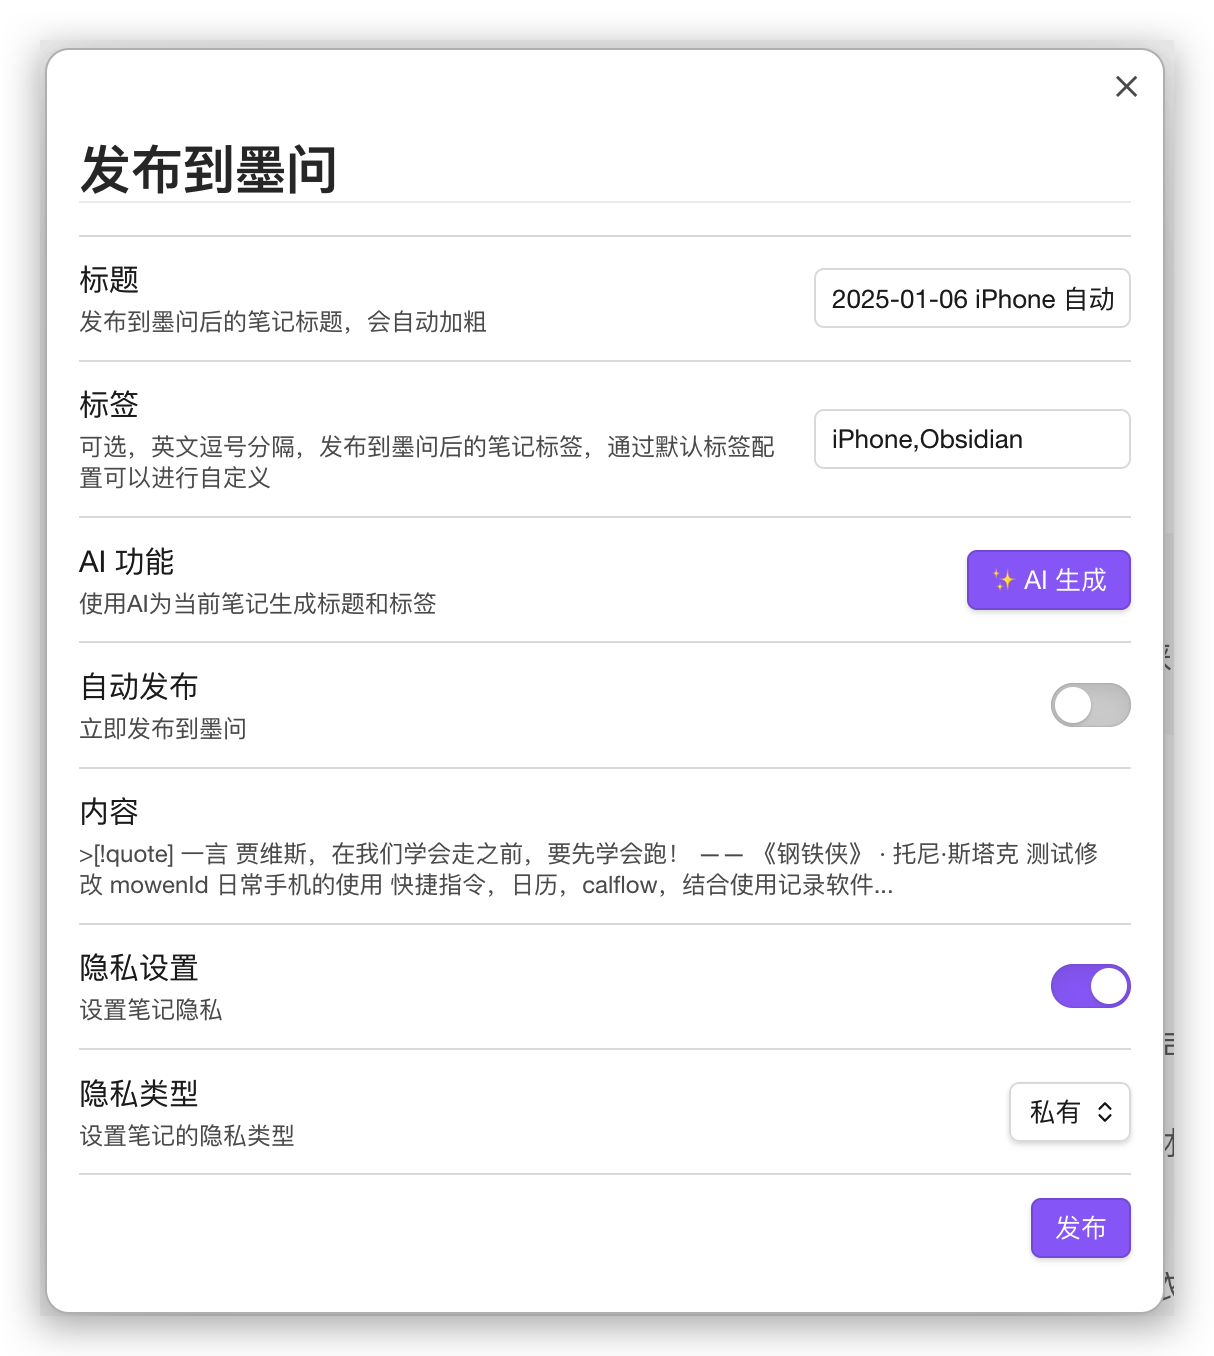 发布到墨问
标题
发布到墨问后的笔记标题，会自动加粗
2025-01-06 iPhone 自动
标签
可选，英文逗号分隔，发布到墨问后的笔记标签，通过默认标签配
置可以进行自定义
iPhone,Obsidian
AI 功能
使用AI为当前笔记生成标题和标签
✨ AI 生成
自动发布
立即发布到墨问
内容
>[!quote] 一言 贾维斯，在我们学会走之前，要先学会跑！ —— 《钢铁侠》 · 托尼·斯塔克 测试修
改 mowenId 日常手机的使用 快捷指令，日历，calflow，结合使用记录软件...
隐私设置
设置笔记隐私
隐私类型
设置笔记的隐私类型
私有
发布